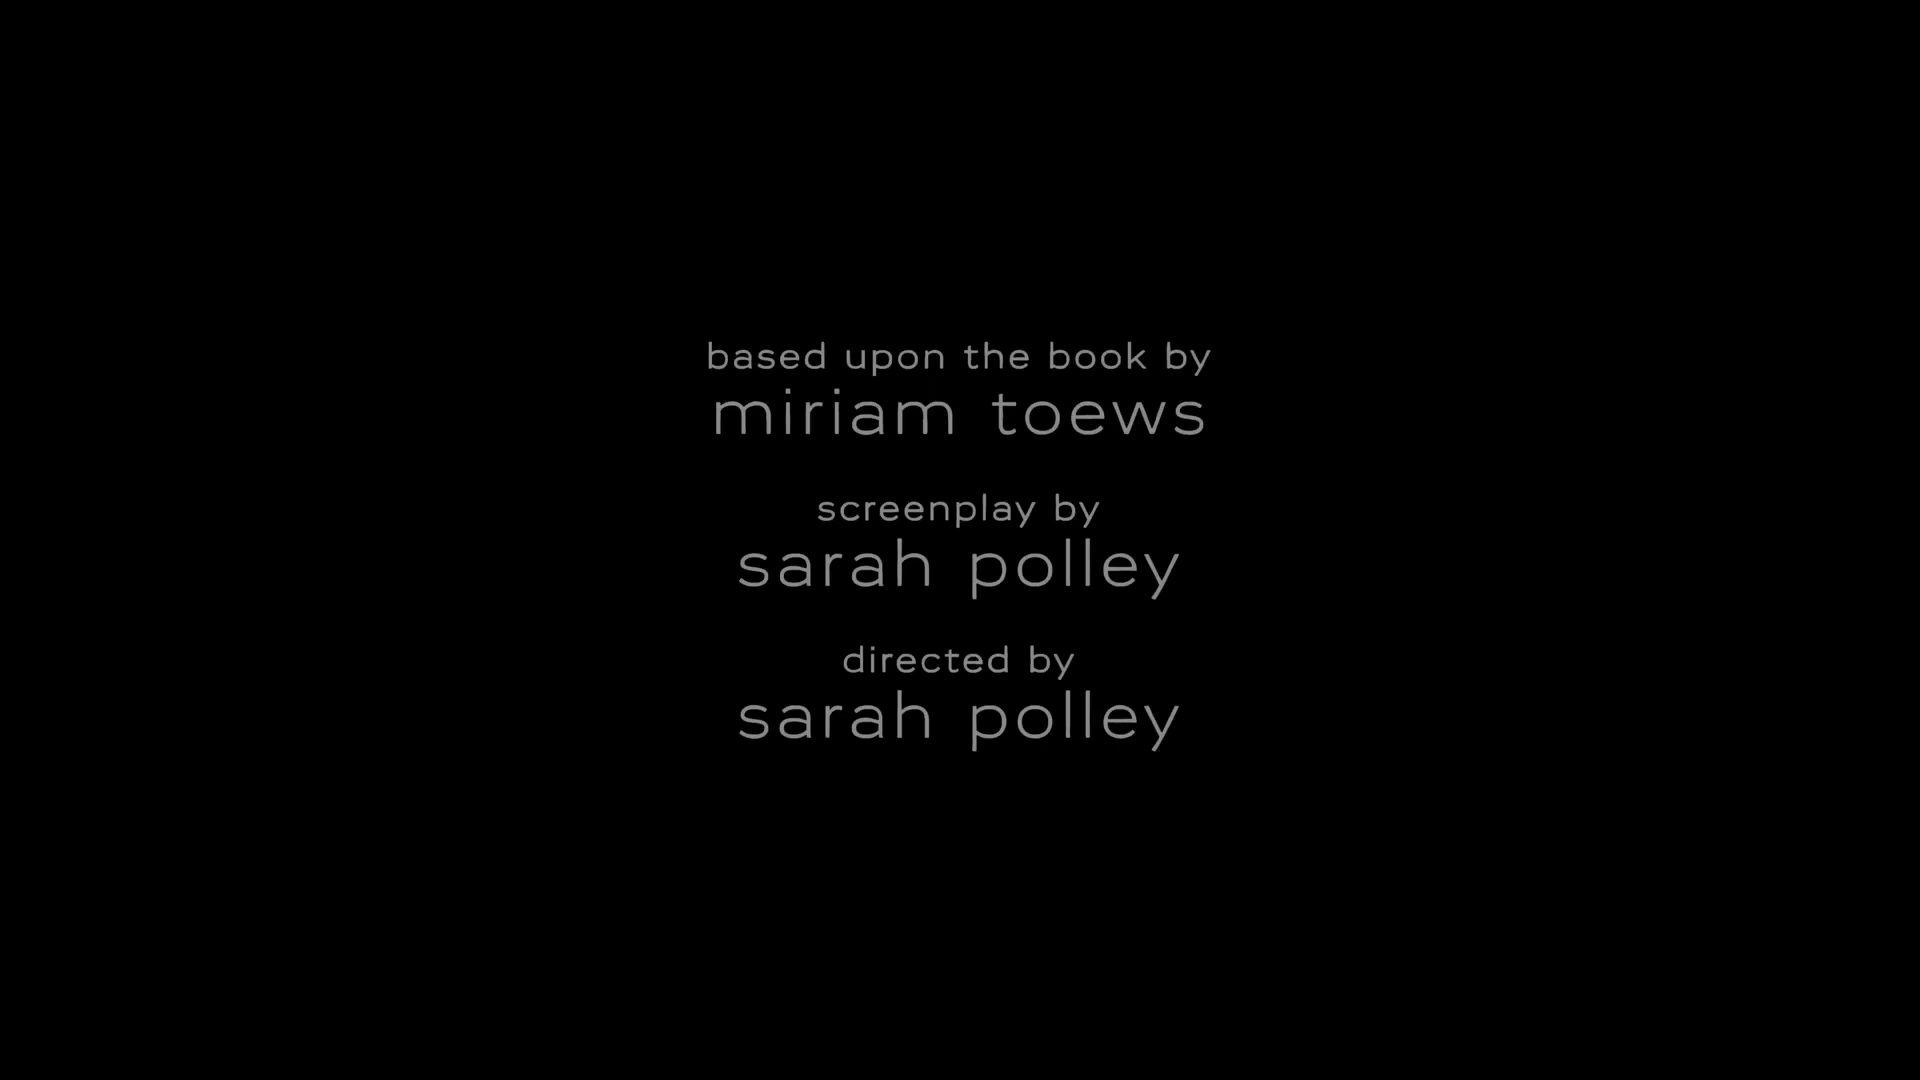 based upon the book by
miriam toews
screenplay by
sarah polley
directed by
sarah polley